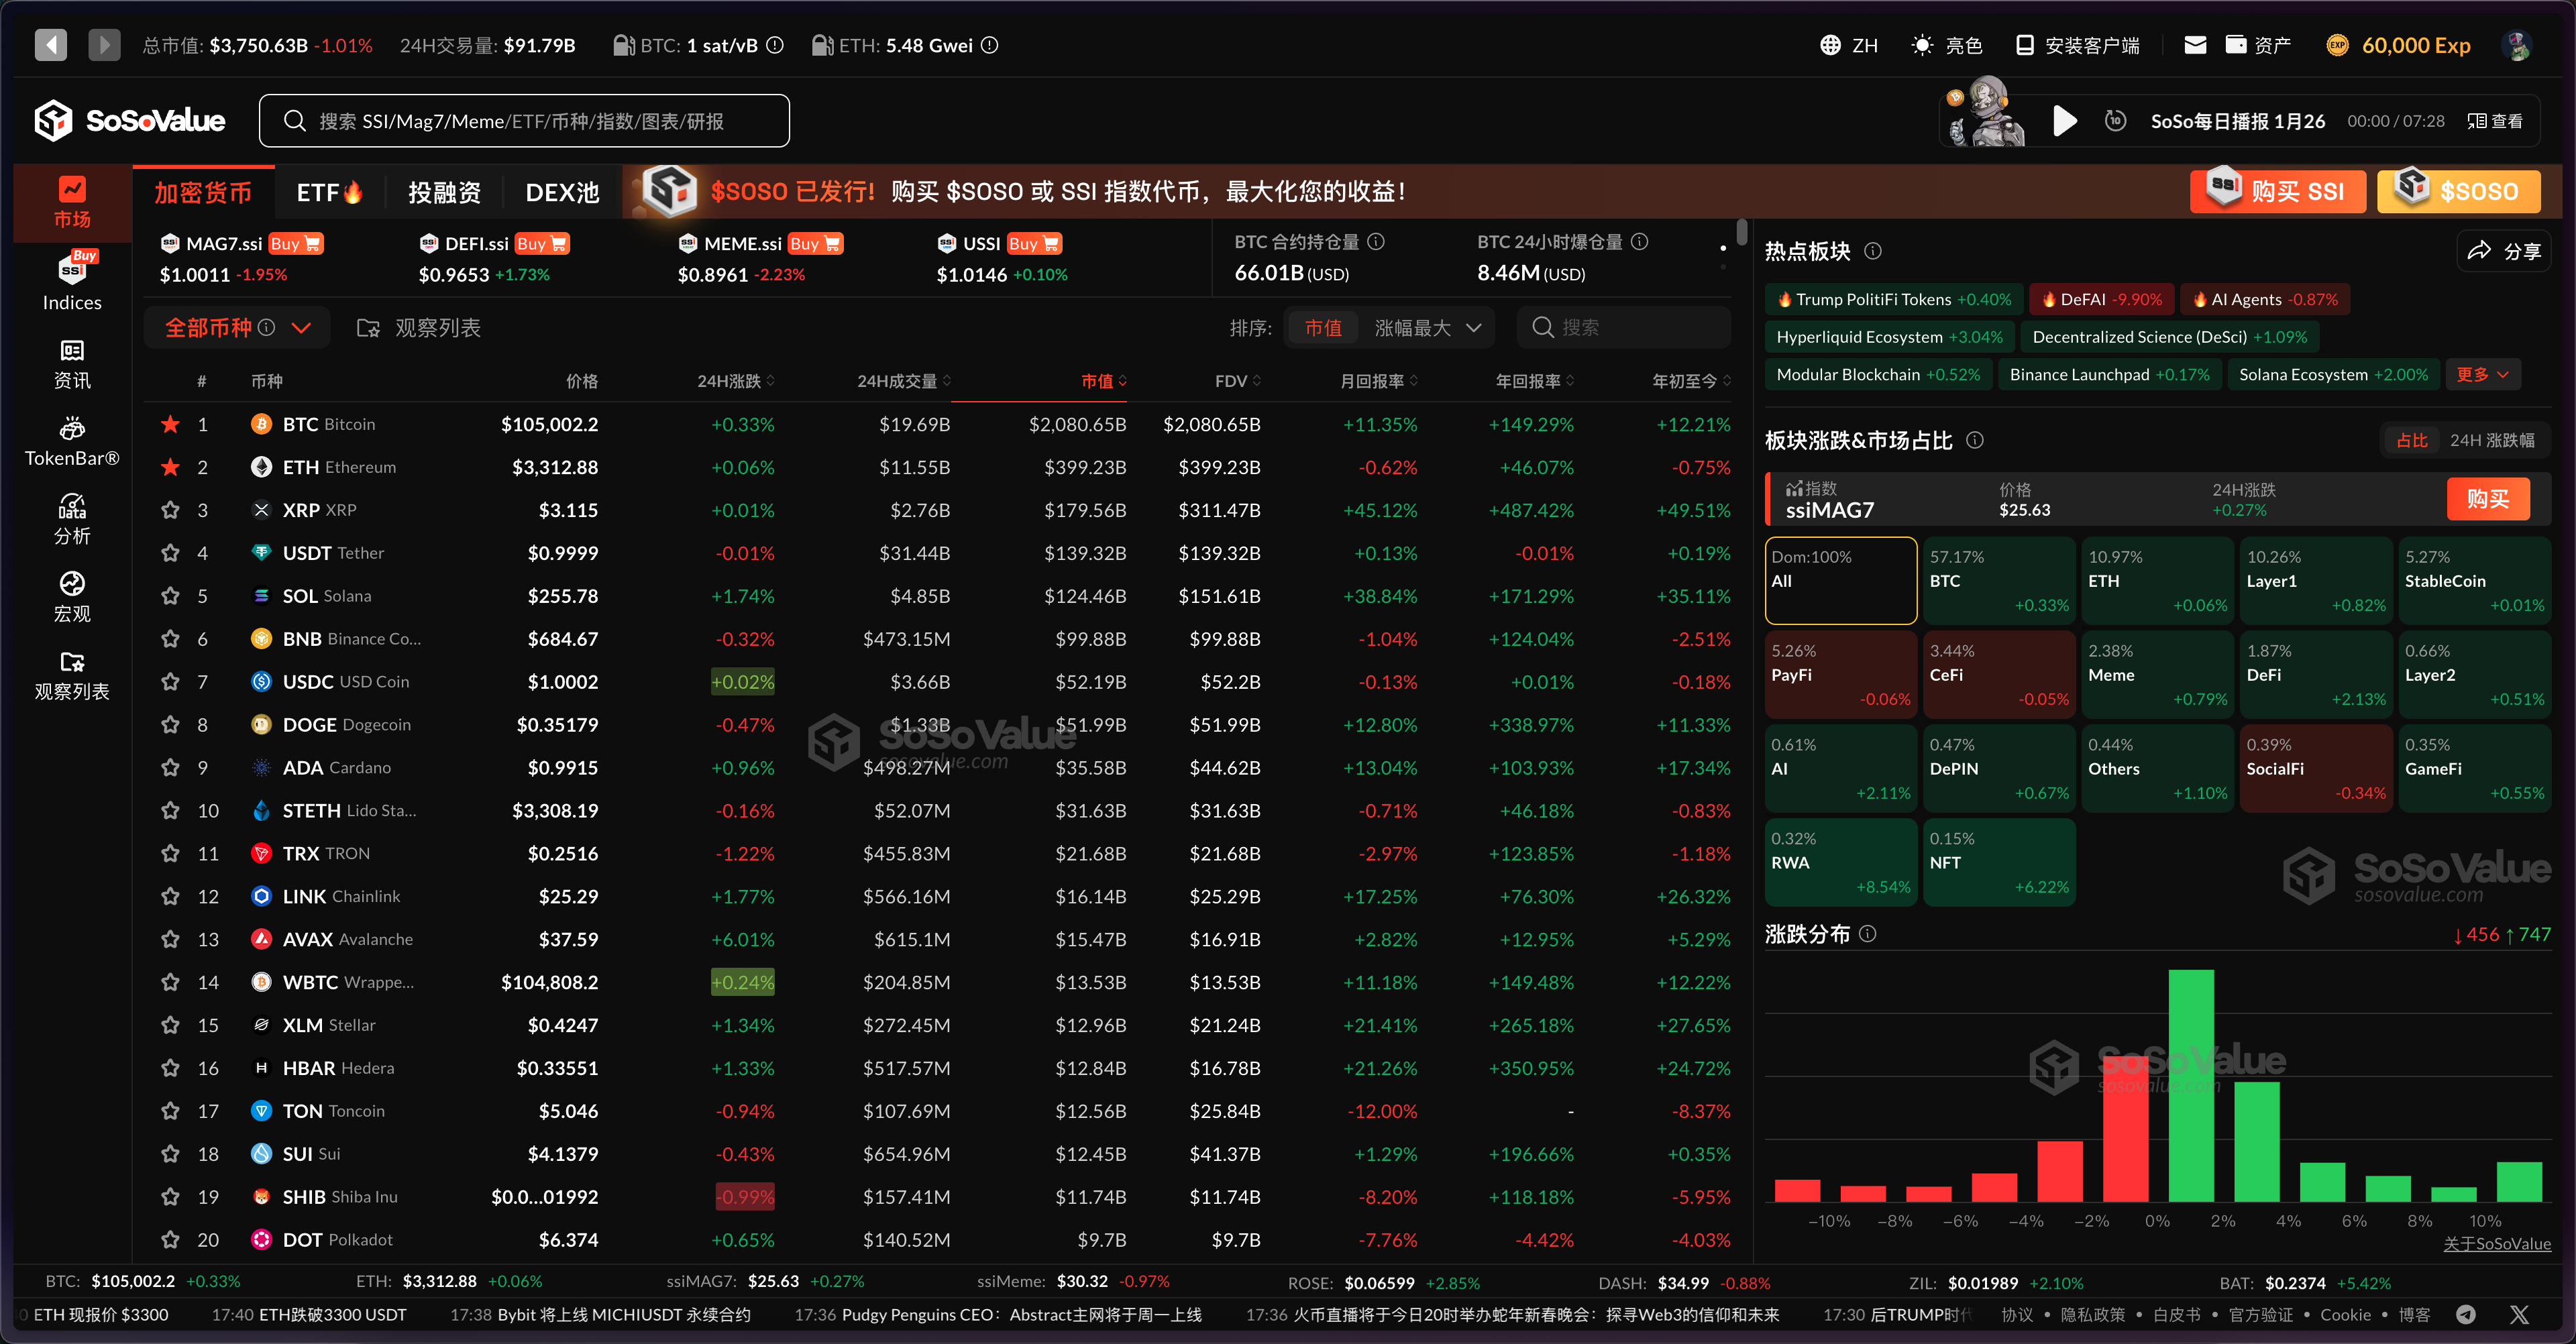 总市值: $3,750.63B -1.01% 24H交易量: $91.79B BTC: 1 sat/vB ETH: 5.48 Gwei ZH 亮色 安装客户端 资产 EXP 60,000 Exp
SoSoValue 搜索 SSI/Mag7/Meme/ETF/币种/指数/图表/研报 10 SoSo每日播报 1月26 00:00 / 07:28 查看
市场
Buy
ssi
Indices
资讯
TokenBar®
分析
宏观
观察列表
加密货币 ETF 投融资 DEX池 $SOSO 已发行! 购买 $SOSO 或 SSI 指数代币，最大化您的收益! 购买 SSI $SOSO
MAG7.ssi Buy DEFI.ssi Buy MEME.ssi Buy USSI Buy BTC 合约持仓量 BTC 24小时爆仓量
$1.0011 -1.95% $0.9653 +1.73% $0.8961 -2.23% $1.0146 +0.10% 66.01B (USD) 8.46M (USD)
全部币种 观察列表 排序: 市值 涨幅最大 搜索
# 币种 价格 24H涨跌 24H成交量 市值 FDV 月回报率 年回报率 年初至今
1 BTC Bitcoin $105,002.2 +0.33% $19.69B $2,080.65B $2,080.65B +11.35% +149.29% +12.21%
2 ETH Ethereum $3,312.88 +0.06% $11.55B $399.23B $399.23B -0.62% +46.07% -0.75%
3 XRP XRP $3.115 +0.01% $2.76B $179.56B $311.47B +45.12% +487.42% +49.51%
4 USDT Tether $0.9999 -0.01% $31.44B $139.32B $139.32B +0.13% -0.01% +0.19%
5 SOL Solana $255.78 +1.74% $4.85B $124.46B $151.61B +38.84% +171.29% +35.11%
6 BNB Binance Co... $684.67 -0.32% $473.15M $99.88B $99.88B -1.04% +124.04% -2.51%
7 USDC USD Coin $1.0002 +0.02% $3.66B $52.19B $52.2B -0.13% +0.01% -0.18%
8 DOGE Dogecoin $0.35179 -0.47% $1.33B $51.99B $51.99B +12.80% +338.97% +11.33%
9 ADA Cardano $0.9915 +0.96% $498.27M $35.58B $44.62B +13.04% +103.93% +17.34%
10 STETH Lido Sta... $3,308.19 -0.16% $52.07M $31.63B $31.63B -0.71% +46.18% -0.83%
11 TRX TRON $0.2516 -1.22% $455.83M $21.68B $21.68B -2.97% +123.85% -1.18%
12 LINK Chainlink $25.29 +1.77% $566.16M $16.14B $25.29B +17.25% +76.30% +26.32%
13 AVAX Avalanche $37.59 +6.01% $615.1M $15.47B $16.91B +2.82% +12.95% +5.29%
14 WBTC Wrappe... $104,808.2 +0.24% $204.85M $13.53B $13.53B +11.18% +149.48% +12.22%
15 XLM Stellar $0.4247 +1.34% $272.45M $12.96B $21.24B +21.41% +265.18% +27.65%
16 HBAR Hedera $0.33551 +1.33% $517.57M $12.84B $16.78B +21.26% +350.95% +24.72%
17 TON Toncoin $5.046 -0.94% $107.69M $12.56B $25.84B -12.00% - -8.37%
18 SUI Sui $4.1379 -0.43% $654.96M $12.45B $41.37B +1.29% +196.66% +0.35%
19 SHIB Shiba Inu $0.0...01992 -0.99% $157.41M $11.74B $11.74B -8.20% +118.18% -5.95%
20 DOT Polkadot $6.374 +0.65% $140.52M $9.7B $9.7B -7.76% -4.42% -4.03%
SoSoValue
sosovalue.com
热点板块 分享
Trump PolitiFi Tokens +0.40% DeFAI -9.90% AI Agents -0.87%
Hyperliquid Ecosystem +3.04% Decentralized Science (DeSci) +1.09%
Modular Blockchain +0.52% Binance Launchpad +0.17% Solana Ecosystem +2.00% 更多
板块涨跌&市场占比 占比 24H 涨跌幅
指数 价格 24H涨跌
ssiMAG7 $25.63 +0.27% 购买
Dom:100% 57.17% 10.97% 10.26% 5.27%
All BTC ETH Layer1 StableCoin
+0.33% +0.06% +0.82% +0.01%
5.26% 3.44% 2.38% 1.87% 0.66%
PayFi CeFi Meme DeFi Layer2
-0.06% -0.05% +0.79% +2.13% +0.51%
0.61% 0.47% 0.44% 0.39% 0.35%
AI DePIN Others SocialFi GameFi
+2.11% +0.67% +1.10% -0.34% +0.55%
0.32% 0.15%
RWA NFT
+8.54% +6.22%
SoSoValue
sosovalue.com
涨跌分布 ↓456 ↑747
SoSoValue
sosovalue.com
-10% -8% -6% -4% -2% 0% 2% 4% 6% 8% 10%
关于SoSoValue
BTC: $105,002.2 +0.33% ETH: $3,312.88 +0.06% ssiMAG7: $25.63 +0.27% ssiMeme: $30.32 -0.97% ROSE: $0.06599 +2.85% DASH: $34.99 -0.88% ZIL: $0.01989 +2.10% BAT: $0.2374 +5.42%
ETH 现报价 $3300 17:40 ETH跌破3300 USDT 17:38 Bybit 将上线 MICHIUSDT 永续合约 17:36 Pudgy Penguins CEO：Abstract主网将于周一上线 17:36 火币直播将于今日20时举办蛇年新春晚会：探寻Web3的信仰和未来 17:30 后TRUMP时 协议 • 隐私政策 • 白皮书 • 官方验证 • Cookie • 博客